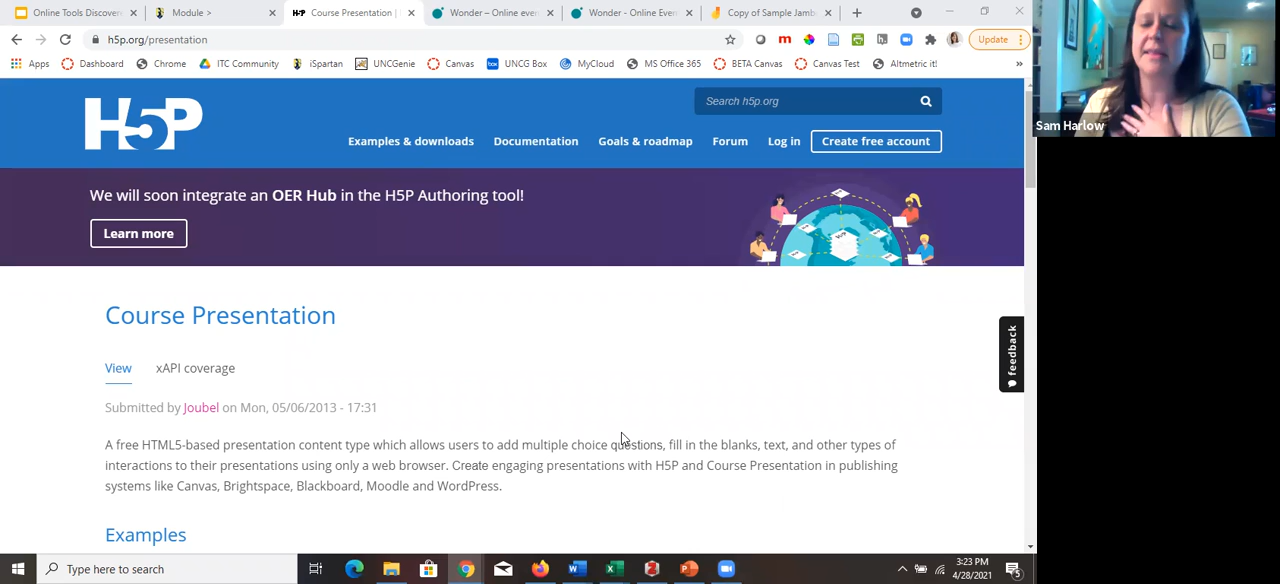 Online Tools Discover
Module >
H-P Course Presentation |
Wonder – Online even
Wonder - Online Even
Copy of Sample Jamb
h5p.org/presentation
Update
Apps
Dashboard
Chrome
ITC Community
iSpartan
UNCGenie
Canvas
box UNCG Box
MyCloud
MS Office 365
BETA Canvas
Canvas Test
Altmetric it!
»
Sam Harlow
H5P
Search h5p.org
Examples & downloads
Documentation
Goals & roadmap
Forum
Log in
Create free account
We will soon integrate an OER Hub in the H5P Authoring tool!
Learn more
Course Presentation
feedback
View
xAPI coverage
Submitted by Joubel on Mon, 05/06/2013 - 17:31
A free HTML5-based presentation content type which allows users to add multiple choice questions, fill in the blanks, text, and other types of
interactions to their presentations using only a web browser. Create engaging presentations with H5P and Course Presentation in publishing
systems like Canvas, Brightspace, Blackboard, Moodle and WordPress.
Examples
Type here to search
3:23 PM
4/28/2021
5